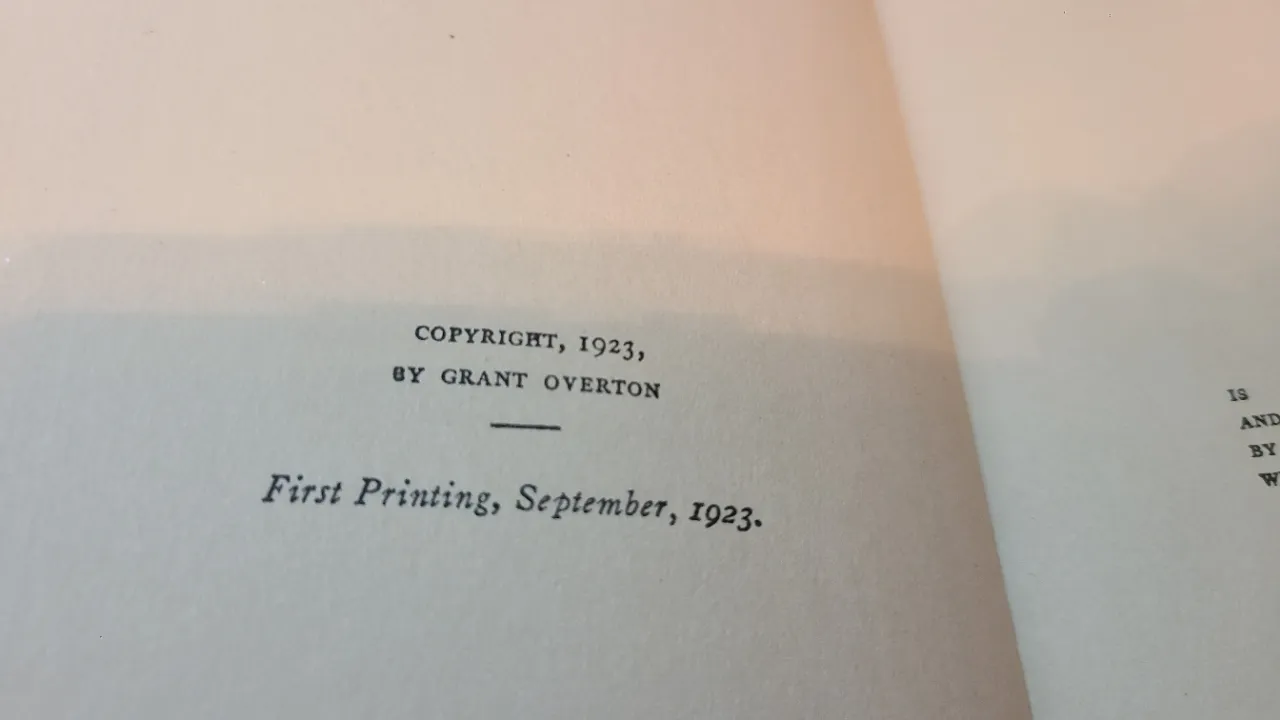 COPYRIGHT, 1923,
BY GRANT OVERTON
First Printing, September, 1923.
IS
AND
BY